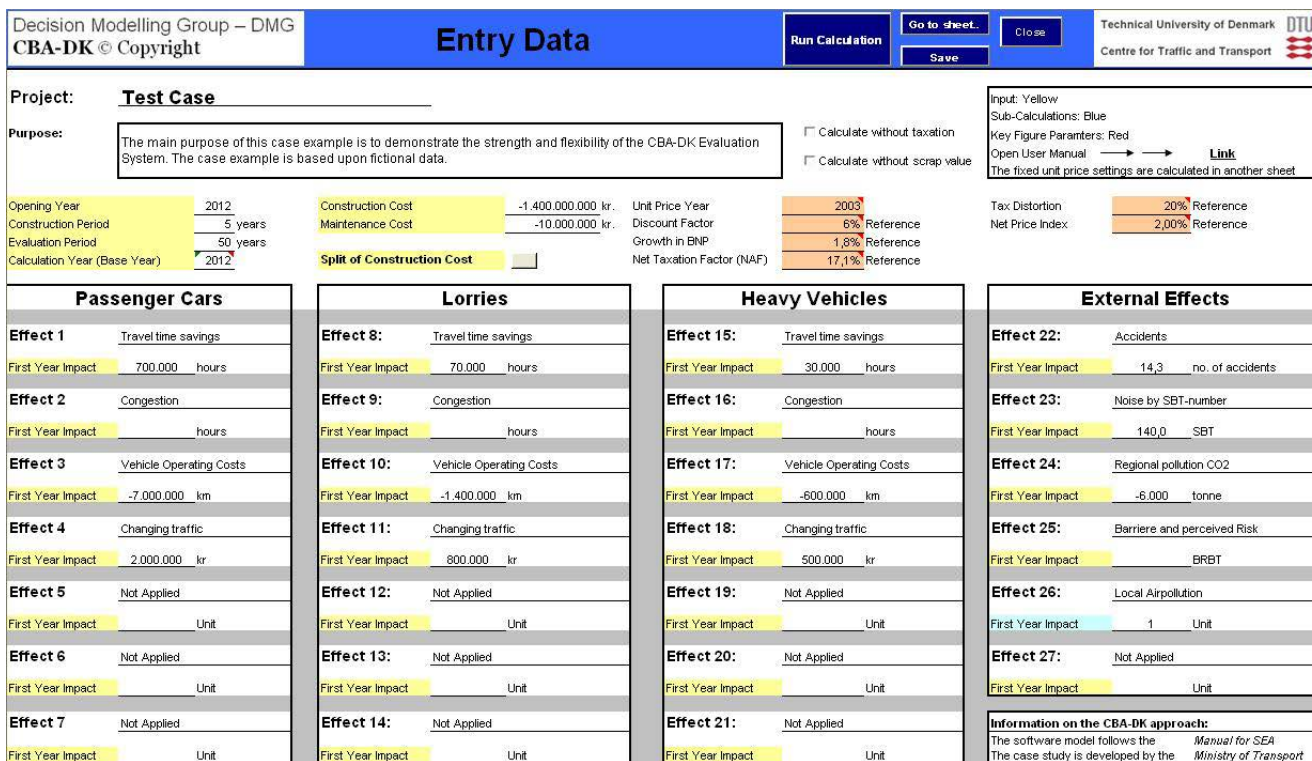 Decision Modelling Group – DMG
CBA-DK © Copyright
Entry Data
Run Calculation
Go to sheet..
Save
Close
Technical University of Denmark DTU
Centre for Traffic and Transport
Project: Test Case
Purpose:
The main purpose of this case example is to demonstrate the strength and flexibility of the CBA-DK Evaluation
System. The case example is based upon fictional data.
Calculate without taxation
Calculate without scrap value
Input: Yellow
Sub-Calculations: Blue
Key Figure Paramters: Red
Open User Manual Link
The fixed unit price settings are calculated in another sheet
Opening Year 2012
Construction Period 5 years
Evaluation Period 50 years
Calculation Year (Base Year) 2012
Construction Cost -1.400.000.000 kr.
Maintenance Cost -10.000.000 kr.
Split of Construction Cost
Unit Price Year 2003
Discount Factor 6% Reference
Growth in BNP 1,8% Reference
Net Taxation Factor (NAF) 17,1% Reference
Tax Distortion 20% Reference
Net Price Index 2,00% Reference
Passenger Cars
Effect 1 Travel time savings
First Year Impact 700.000 hours
Effect 2 Congestion
First Year Impact hours
Effect 3 Vehicle Operating Costs
First Year Impact -7.000.000 km
Effect 4 Changing traffic
First Year Impact 2.000.000 kr
Effect 5 Not Applied
First Year Impact Unit
Effect 6 Not Applied
First Year Impact Unit
Effect 7 Not Applied
First Year Impact Unit
Lorries
Effect 8: Travel time savings
First Year Impact 70.000 hours
Effect 9: Congestion
First Year Impact hours
Effect 10: Vehicle Operating Costs
First Year Impact -1.400.000 km
Effect 11: Changing traffic
First Year Impact 800.000 kr
Effect 12: Not Applied
First Year Impact Unit
Effect 13: Not Applied
First Year Impact Unit
Effect 14: Not Applied
First Year Impact Unit
Heavy Vehicles
Effect 15: Travel time savings
First Year Impact 30.000 hours
Effect 16: Congestion
First Year Impact hours
Effect 17: Vehicle Operating Costs
First Year Impact -600.000 km
Effect 18: Changing traffic
First Year Impact 500.000 kr
Effect 19: Not Applied
First Year Impact Unit
Effect 20: Not Applied
First Year Impact Unit
Effect 21: Not Applied
First Year Impact Unit
External Effects
Effect 22: Accidents
First Year Impact 14,3 no. of accidents
Effect 23: Noise by SBT-number
First Year Impact 140,0 SBT
Effect 24: Regional pollution CO2
First Year Impact -6.000 tonne
Effect 25: Barriere and perceived Risk
First Year Impact BRBT
Effect 26: Local Airpollution
First Year Impact 1 Unit
Effect 27: Not Applied
First Year Impact Unit
Information on the CBA-DK approach:
The software model follows the Manual for SEA
The case study is developed by the Ministry of Transport